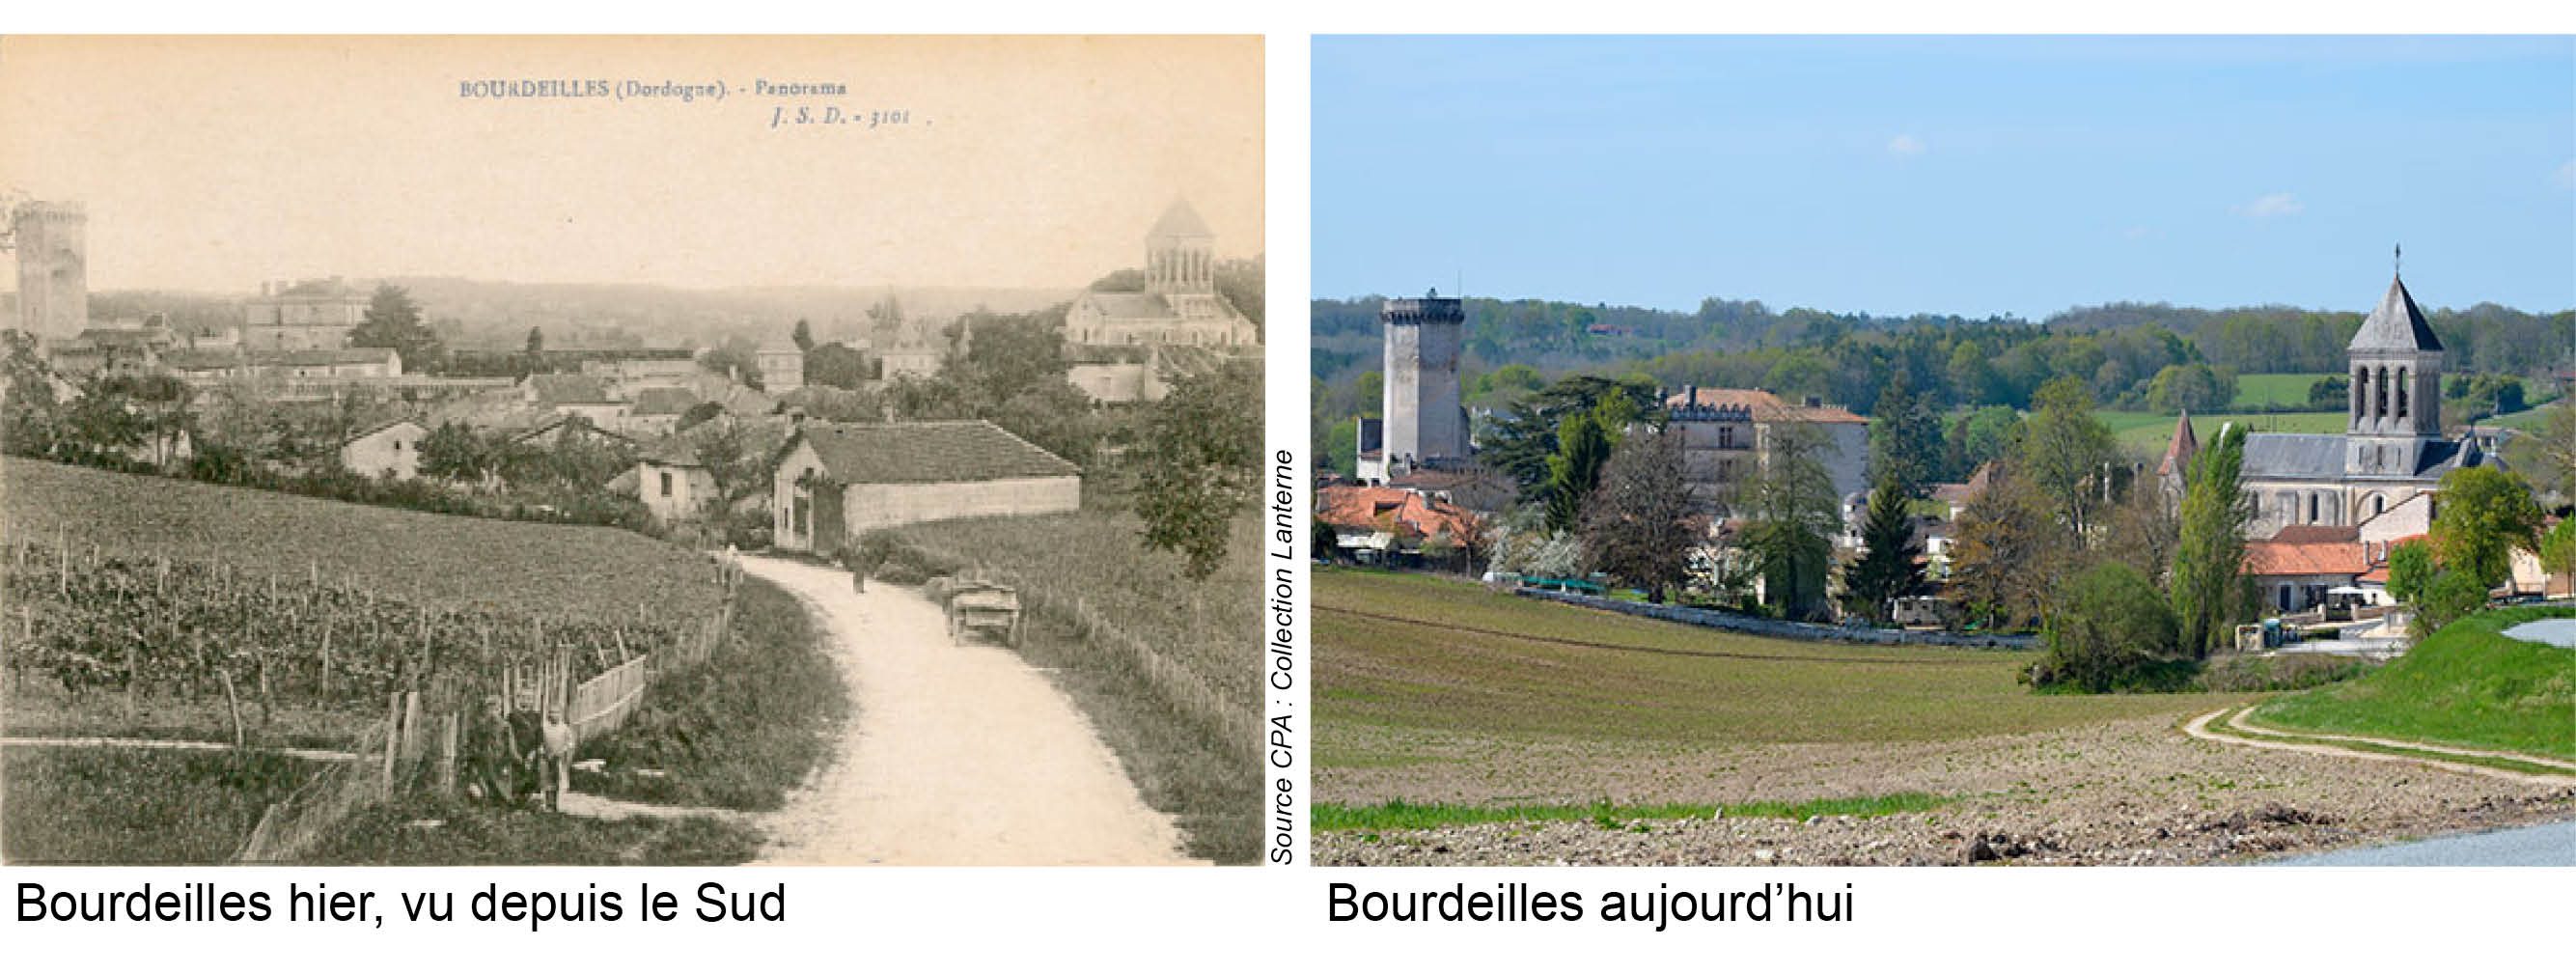 BOURDEILLES (Dordogne). - Panorama
J. S. D. - 3101
Source CPA : Collection Lanterne
Bourdeilles hier, vu depuis le Sud
Bourdeilles aujourd’hui